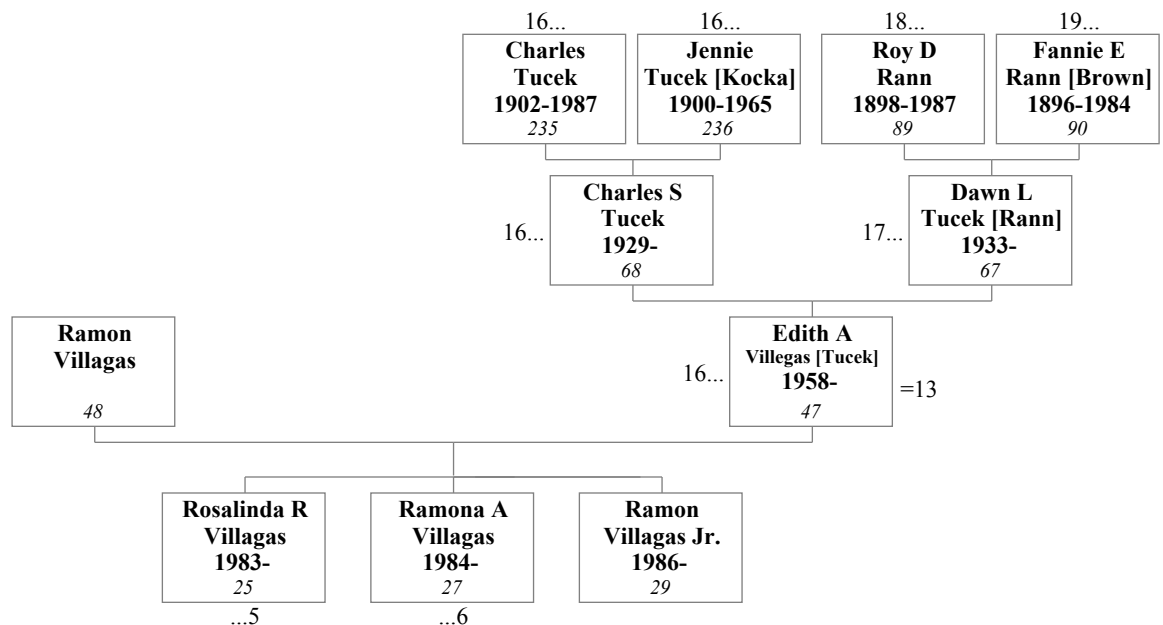 16...
16...
18...
19...
Charles
Tucek
1902-1987
235
Jennie
Tucek [Kocka]
1900-1965
236
Roy D
Rann
1898-1987
89
Fannie E
Rann [Brown]
1896-1984
90
16...
Charles S
Tucek
1929-
68
17...
Dawn L
Tucek [Rann]
1933-
67
Ramon
Villagas
48
16...
Edith A
Villegas [Tucek]
1958-
47
=13
Rosalinda R
Villagas
1983-
25
...5
Ramona A
Villagas
1984-
27
...6
Ramon
Villagas Jr.
1986-
29